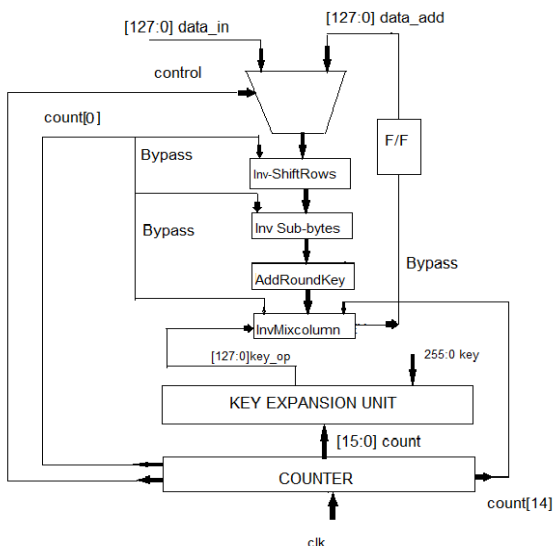 [127:0] data_in
[127:0] data_add
control
count[0]
F/F
Bypass
Inv-ShiftRows
Bypass
Inv Sub-bytes
Bypass
AddRoundKey
InvMixcolumn
[127:0]key_op
255:0 key
KEY EXPANSION UNIT
[15:0] count
COUNTER
count[14]
clk